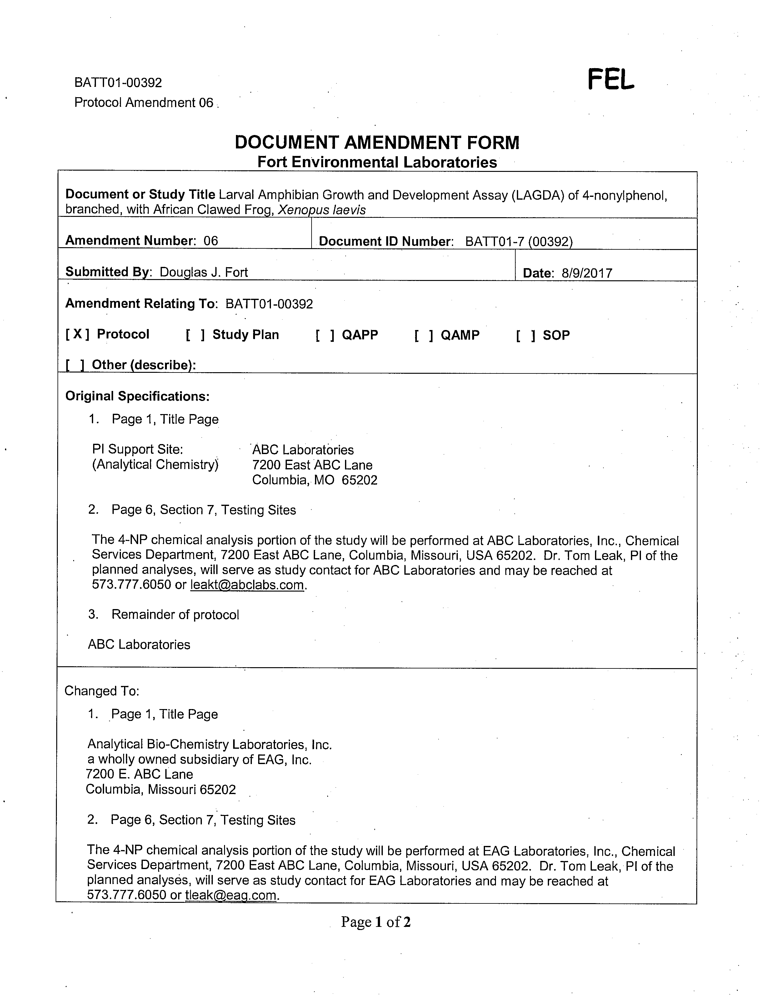 BATT01-00392
FEL
Protocol Amendment 06
DOCUMENT AMENDMENT FORM
Fort Environmental Laboratories
Document or Study Title Larval Amphibian Growth and Development Assay (LAGDA) of 4-nonylphenol,
branched, with African Clawed Frog, Xenopus laevis
Amendment Number: 06
Document ID Number: BATT01-7 (00392)
Submitted By: Douglas J. Fort
Date: 8/9/2017
Amendment Relating To: BATT01-00392
[X] Protocol [ ] Study Plan [ ] QAPP [ ] QAMP [ ] SOP
[ ] Other (describe):
Original Specifications:
1. Page 1, Title Page
PI Support Site: ABC Laboratories
(Analytical Chemistry) 7200 East ABC Lane
Columbia, MO 65202
2. Page 6, Section 7, Testing Sites
The 4-NP chemical analysis portion of the study will be performed at ABC Laboratories, Inc., Chemical
Services Department, 7200 East ABC Lane, Columbia, Missouri, USA 65202. Dr. Tom Leak, PI of the
planned analyses, will serve as study contact for ABC Laboratories and may be reached at
573.777.6050 or leakt@abclabs.com.
3. Remainder of protocol
ABC Laboratories
Changed To:
1. Page 1, Title Page
Analytical Bio-Chemistry Laboratories, Inc.
a wholly owned subsidiary of EAG, Inc.
7200 E. ABC Lane
Columbia, Missouri 65202
2. Page 6, Section 7, Testing Sites
The 4-NP chemical analysis portion of the study will be performed at EAG Laboratories, Inc., Chemical
Services Department, 7200 East ABC Lane, Columbia, Missouri, USA 65202. Dr. Tom Leak, PI of the
planned analyses, will serve as study contact for EAG Laboratories and may be reached at
573.777.6050 or tleak@eag.com.
Page 1 of 2